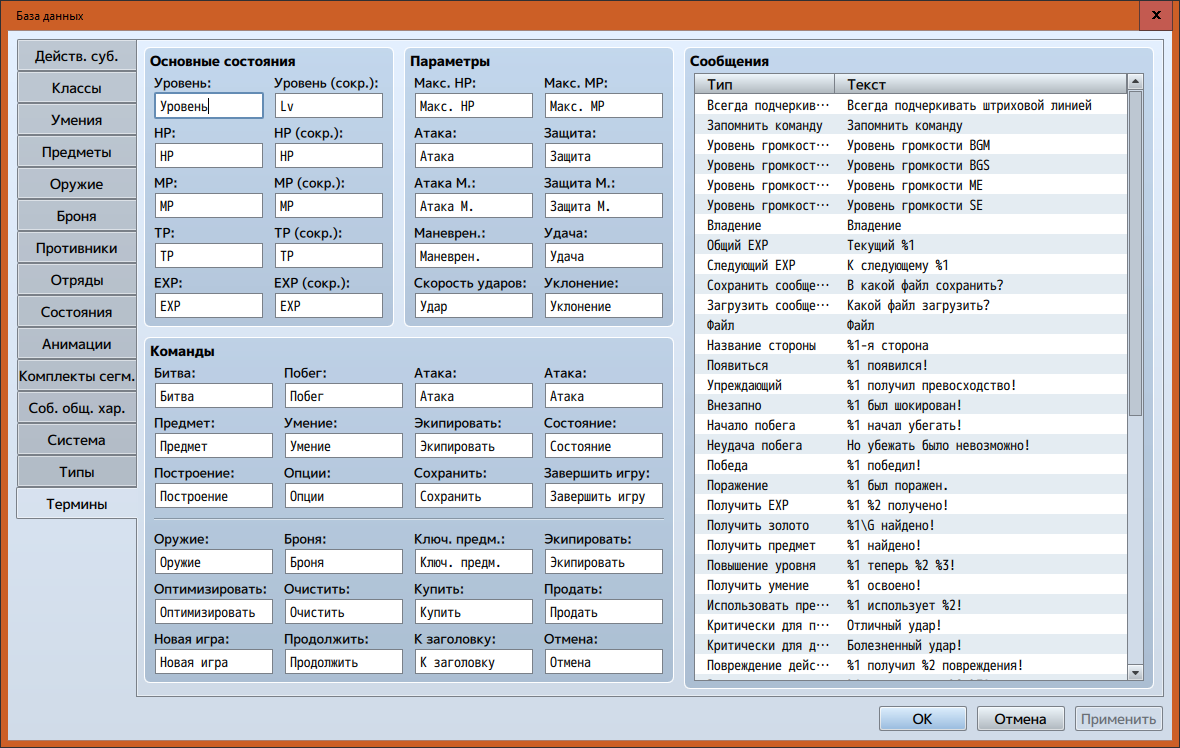 База данных
x
Действ. суб.
Классы
Умения
Предметы
Оружие
Броня
Противники
Отряды
Состояния
Анимации
Комплекты сегм.
Соб. общ. хар.
Система
Типы
Термины
Основные состояния
Уровень: Уровень (сокр.):
Уровень Lv
HP: HP (сокр.):
HP HP
MP: MP (сокр.):
MP MP
TP: TP (сокр.):
TP TP
EXP: EXP (сокр.):
EXP EXP
Параметры
Макс. HP: Макс. MP:
Макс. HP Макс. MP
Атака: Защита:
Атака Защита
Атака М.: Защита М.:
Атака М. Защита М.
Маневрен.: Удача:
Маневрен. Удача
Скорость ударов: Уклонение:
Удар Уклонение
Команды
Битва: Побег: Атака: Атака:
Битва Побег Атака Атака
Предмет: Умение: Экипировать: Состояние:
Предмет Умение Экипировать Состояние
Построение: Опции: Сохранить: Завершить игру:
Построение Опции Сохранить Завершить игру
Оружие: Броня: Ключ. предм.: Экипировать:
Оружие Броня Ключ. предм. Экипировать
Оптимизировать: Очистить: Купить: Продать:
Оптимизировать Очистить Купить Продать
Новая игра: Продолжить: К заголовку: Отмена:
Новая игра Продолжить К заголовку Отмена
Сообщения
Тип Текст
Всегда подчеркив··· Всегда подчеркивать штриховой линией
Запомнить команду Запомнить команду
Уровень громкост··· Уровень громкости BGM
Уровень громкост··· Уровень громкости BGS
Уровень громкост··· Уровень громкости ME
Уровень громкост··· Уровень громкости SE
Владение Владение
Общий EXP Текущий %1
Следующий EXP К следующему %1
Сохранить сообще··· В какой файл сохранить?
Загрузить сообще··· Какой файл загрузить?
Файл Файл
Название стороны %1-я сторона
Появиться %1 появился!
Упреждающий %1 получил превосходство!
Внезапно %1 был шокирован!
Начало побега %1 начал убегать!
Неудача побега Но убежать было невозможно!
Победа %1 победил!
Поражение %1 был поражен.
Получить EXP %1 %2 получено!
Получить золото %1\G найдено!
Получить предмет %1 найдено!
Повышение уровня %1 теперь %2 %3!
Получить умение %1 освоено!
Использовать пре··· %1 использует %2!
Критически для п··· Отличный удар!
Критически для д··· Болезненный удар!
Повреждение дейс··· %1 получил %2 повреждения!
OK Отмена Применить